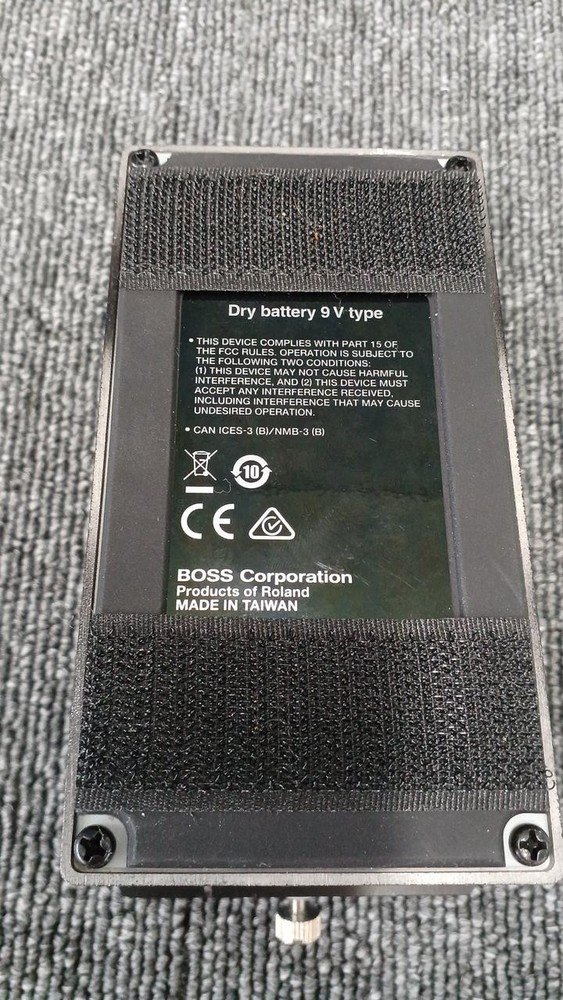 Dry battery 9 V type
• THIS DEVICE COMPLIES WITH PART 15 OF
THE FCC RULES. OPERATION IS SUBJECT TO
THE FOLLOWING TWO CONDITIONS:
(1) THIS DEVICE MAY NOT CAUSE HARMFUL
INTERFERENCE, AND (2) THIS DEVICE MUST
ACCEPT ANY INTERFERENCE RECEIVED,
INCLUDING INTERFERENCE THAT MAY CAUSE
UNDESIRED OPERATION.
• CAN ICES-3 (B)/NMB-3 (B)
10
CE
BOSS Corporation
Products of Roland
MADE IN TAIWAN